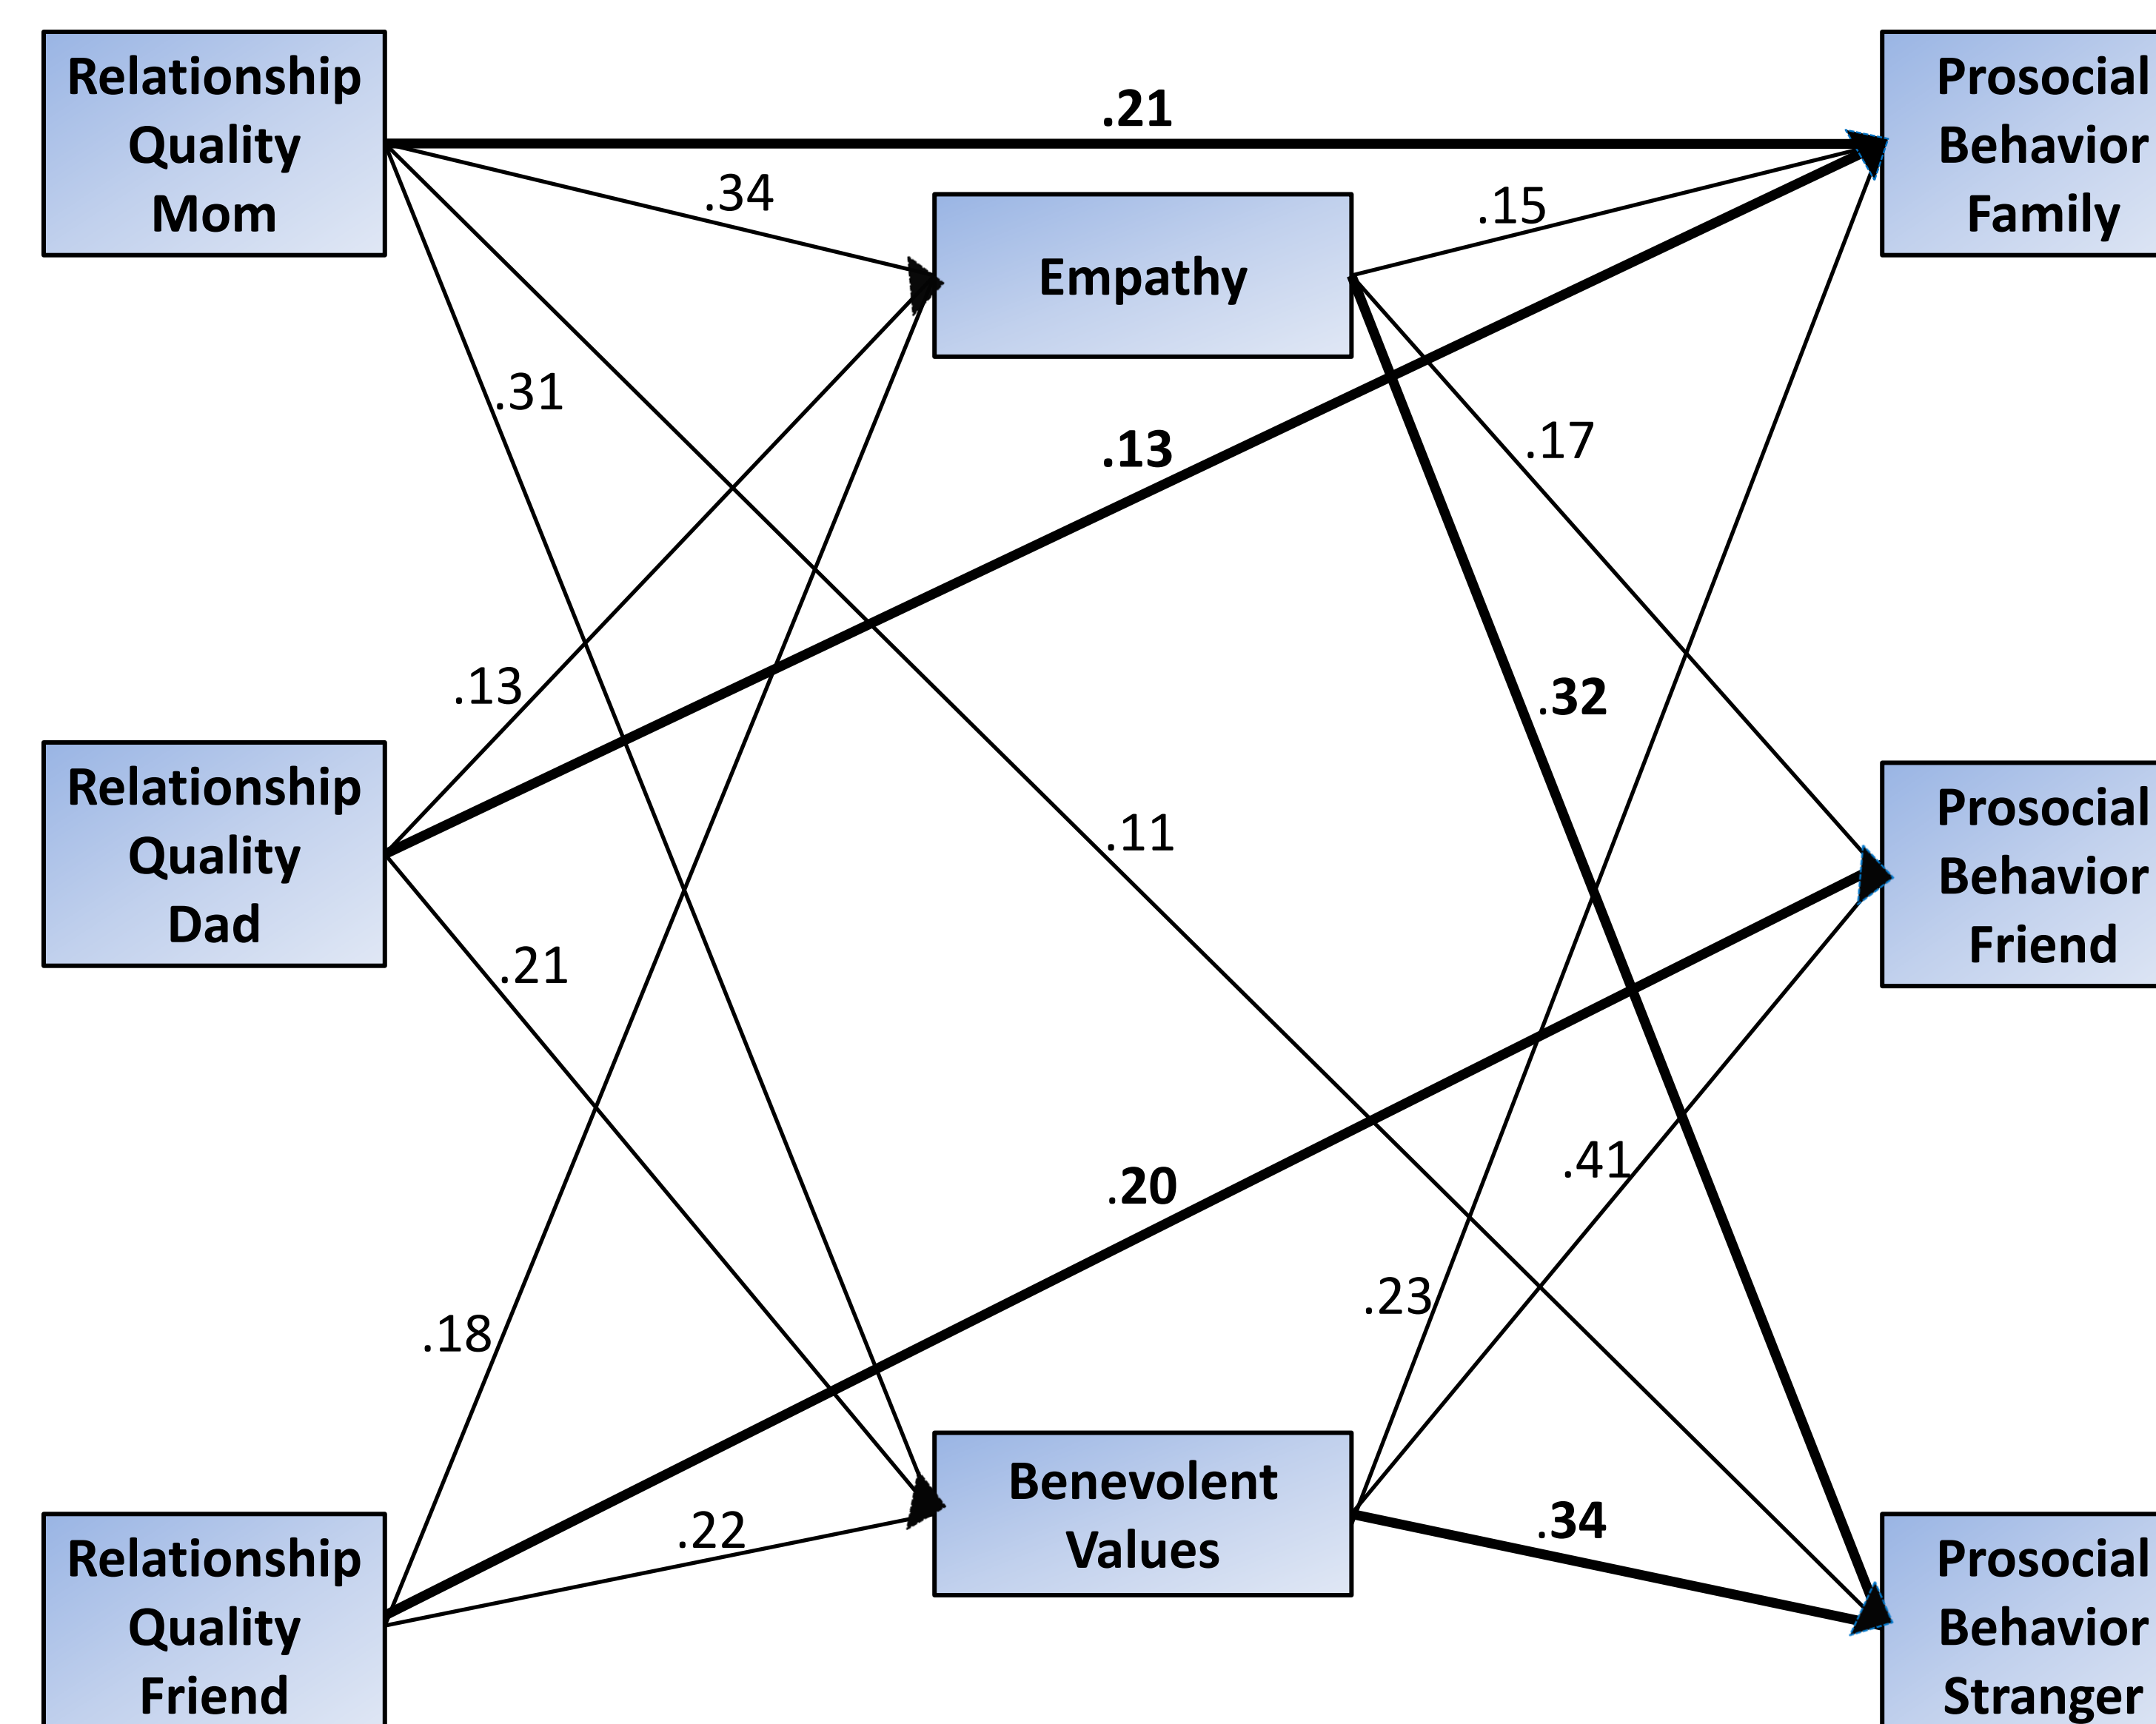 Relationship
Quality
Mom
.21
Prosocial
Behavior
Family
.34
Empathy
.15
.31
.13
.17
.13
.32
Relationship
Quality
Dad
.11
Prosocial
Behavior
Friend
.21
.20
.41
.18
.23
Benevolent
Values
.22
.34
Relationship
Quality
Friend
Prosocial
Behavior
Stranger